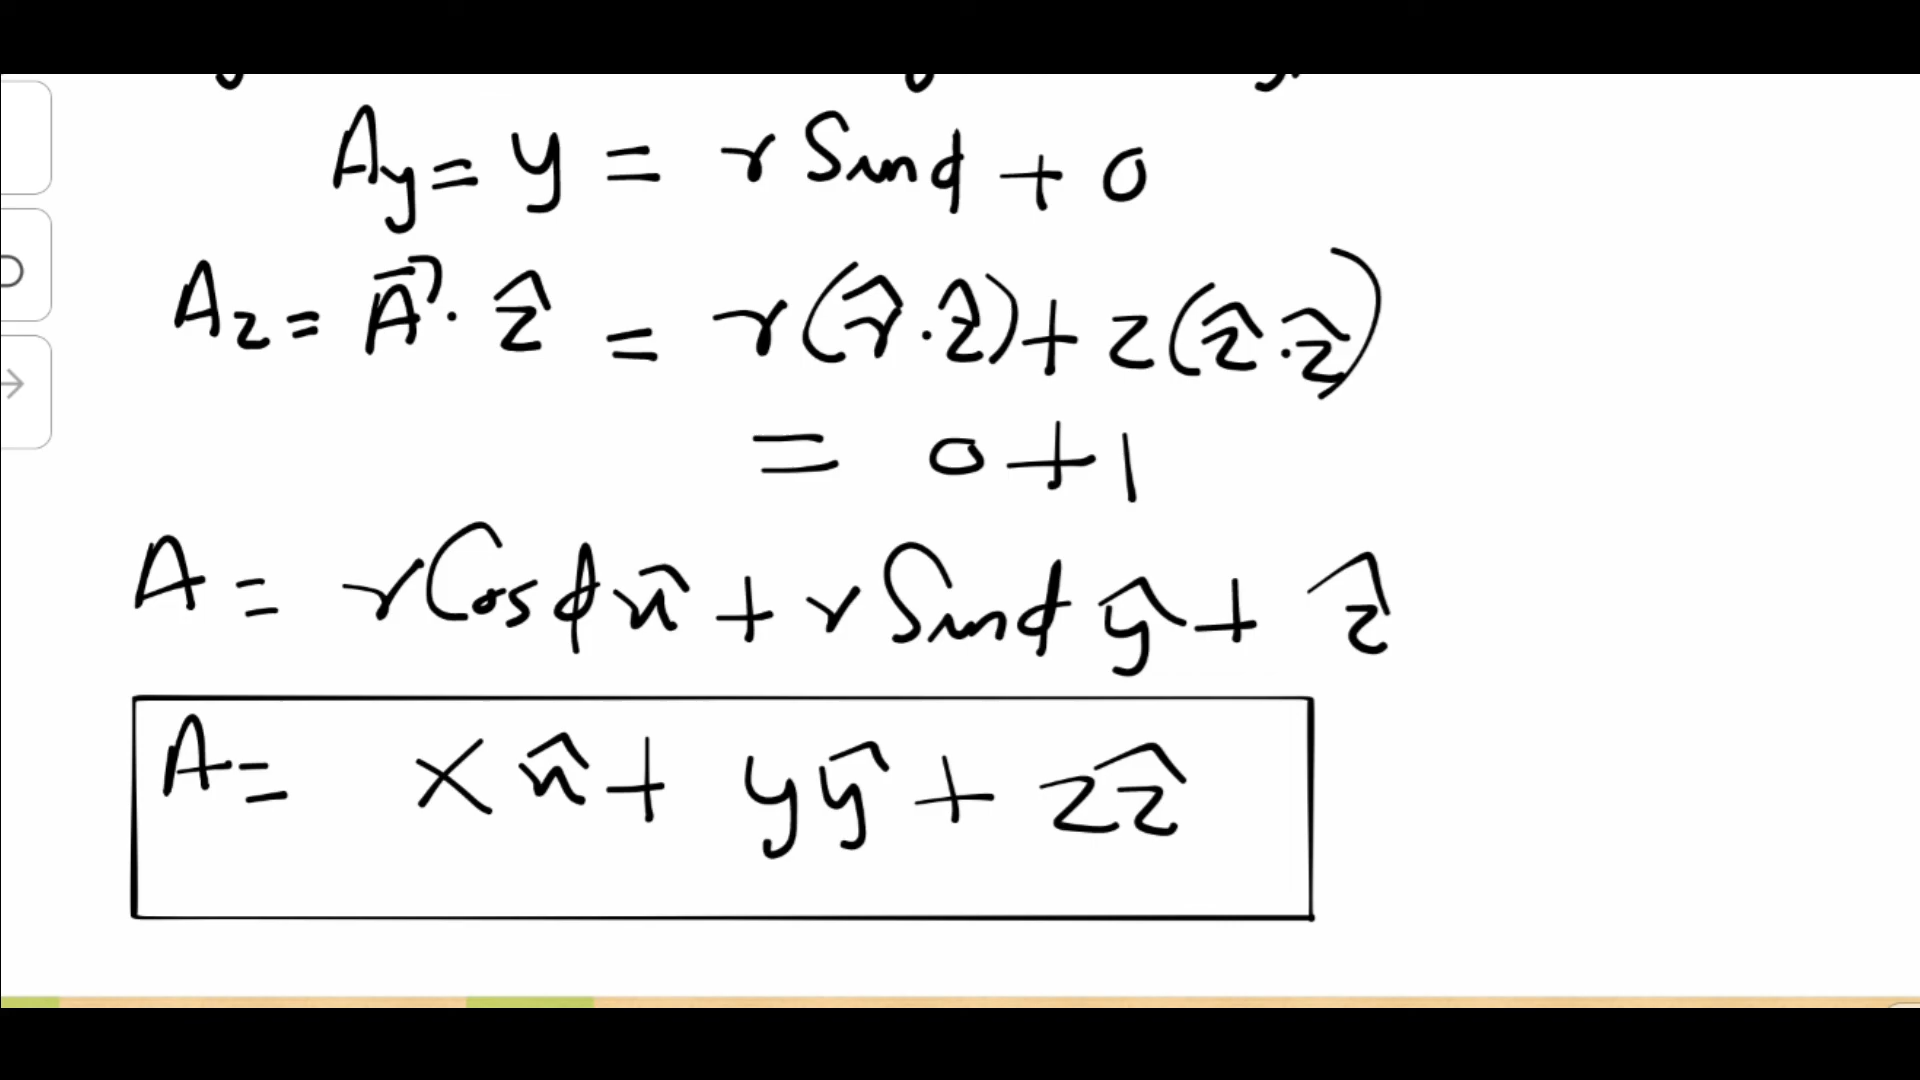 Ay = y = r Sinϕ + 0
Az = A⃗ · ẑ = r(r̂ · ẑ) + z(ẑ · ẑ)
= 0 + 1
A = r Cosϕ x̂ + r Sinϕ ŷ + ẑ
A = x x̂ + y ŷ + z ẑ